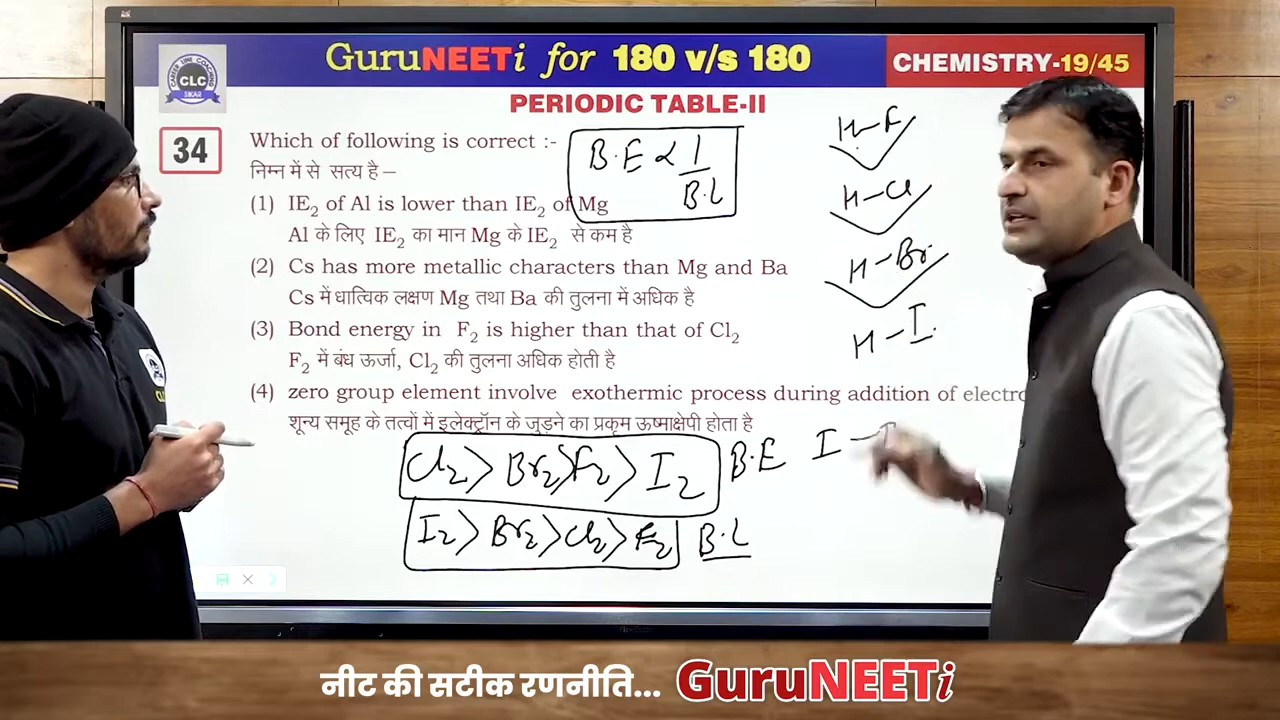 GuruNEETi for 180 v/s 180
CHEMISTRY-19/45
CAREER LINE COACHING
CLC
SIKAR
PERIODIC TABLE-II
34
Which of following is correct :-
निम्न में से सत्य है –
(1) IE₂ of Al is lower than IE₂ of Mg
Al के लिए IE₂ का मान Mg के IE₂ से कम है
(2) Cs has more metallic characters than Mg and Ba
Cs में धात्विक लक्षण Mg तथा Ba की तुलना में अधिक है
(3) Bond energy in F₂ is higher than that of Cl₂
F₂ में बंध ऊर्जा, Cl₂ की तुलना अधिक होती है
(4) zero group element involve exothermic process during addition of electro
शून्य समूह के तत्वों में इलेक्ट्रॉन के जुड़ने का प्रक्रम ऊष्माक्षेपी होता है
B.E ∝ 1/B.L
H-F
H-Cl
H-Br
H-I
Cl₂ > Br₂ > F₂ > I₂ B.E
I-I
I₂ > Br₂ > Cl₂ > F₂ B.L
CLC
नीट की सटीक रणनीति... GuruNEETi